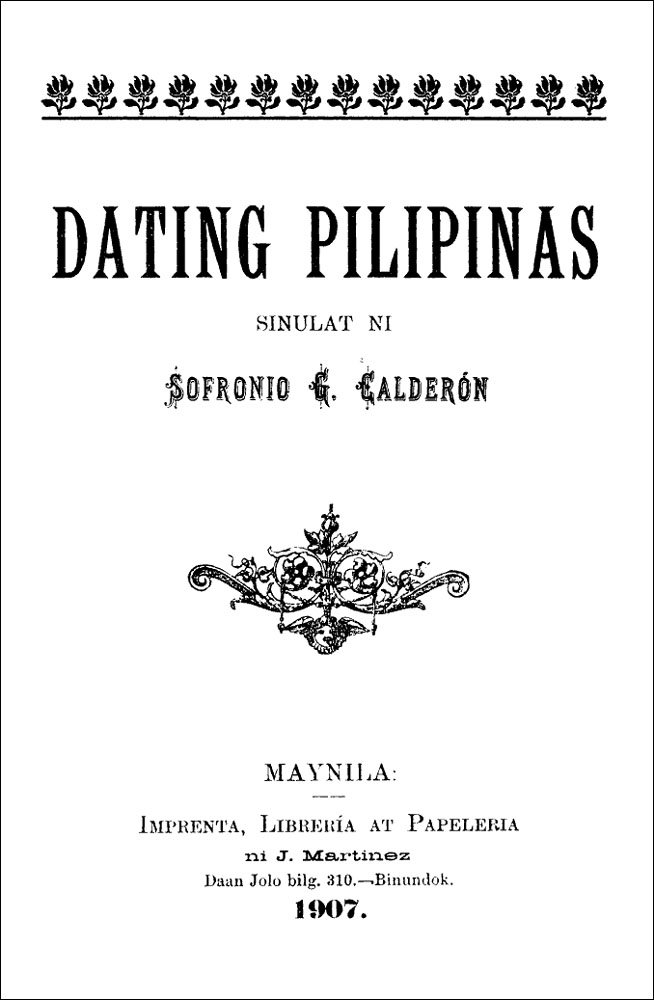 DATING PILIPINAS
SINULAT NI
SOFRONIO G. CALDERÓN
MAYNILA:
IMPRENTA, LIBRERÍA AT PAPELERIA
ni J. Martinez
Daan Jolo bilg. 310.—Binundok.
1907.